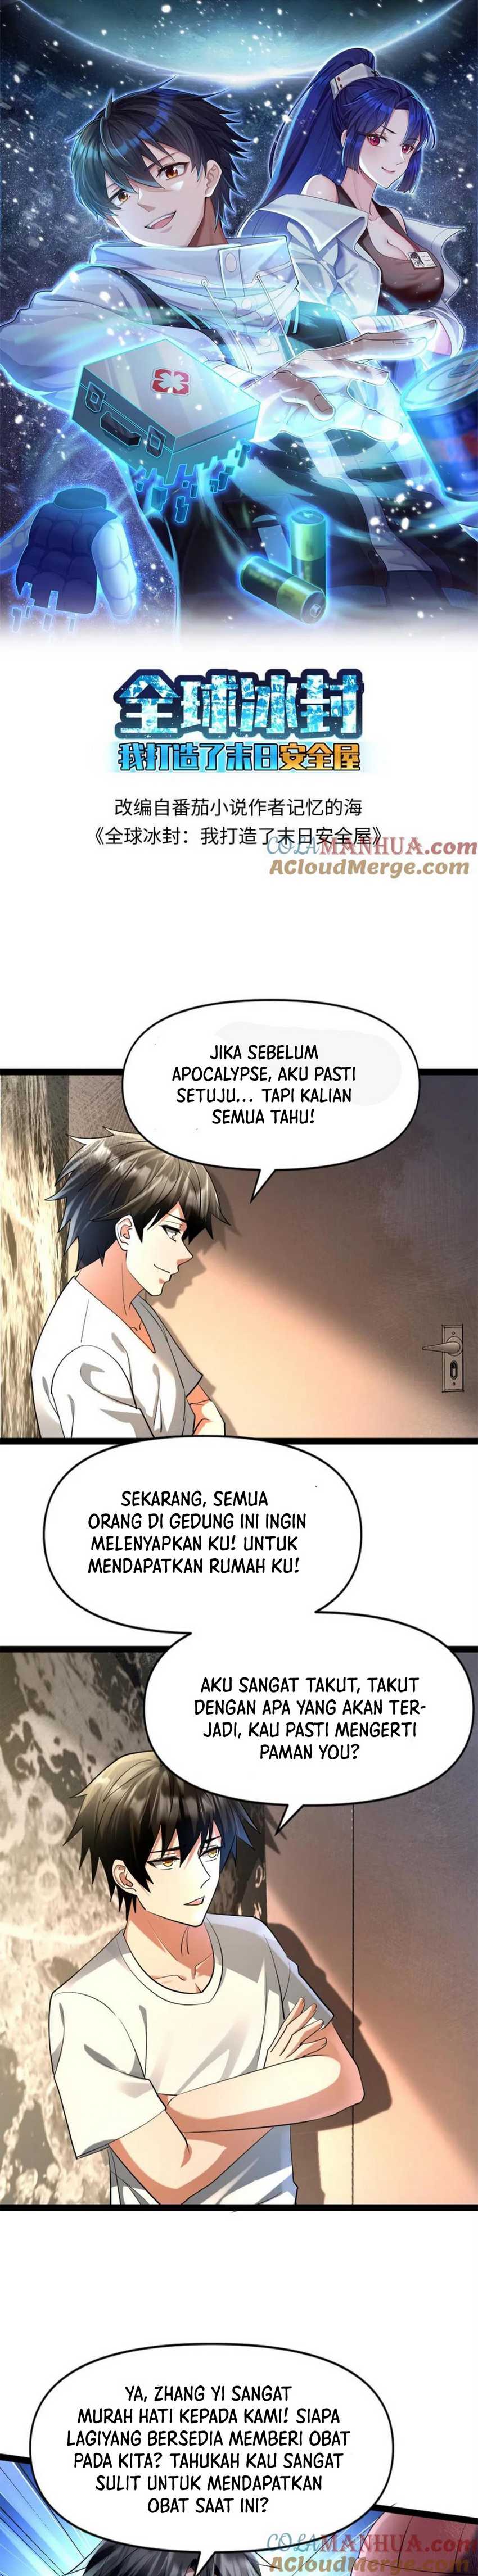 全球冰封
我打造了末日安全屋
改编自番茄小说作者记忆的海
《全球冰封：我打造了末日安全屋》
COLAMANHUA.com
ACloudMerge.com
JIKA SEBELUM
APOCALYPSE, AKU PASTI
SETUJU... TAPI KALIAN
SEMUA TAHU!
SEKARANG, SEMUA
ORANG DI GEDUNG INI INGIN
MELENYAPKAN KU! UNTUK
MENDAPATKAN RUMAH KU!
AKU SANGAT TAKUT, TAKUT
DENGAN APA YANG AKAN TER-
JADI, KAU PASTI MENGERTI
PAMAN YOU?
YA, ZHANG YI SANGAT
MURAH HATI KEPADA KAMI! SIAPA
LAGIYANG BERSEDIA MEMBERI OBAT
PADA KITA? TAHUKAH KAU SANGAT
SULIT UNTUK MENDAPATKAN
OBAT SAAT INI?
COLAMANHUA.com
ACloudMerge.com